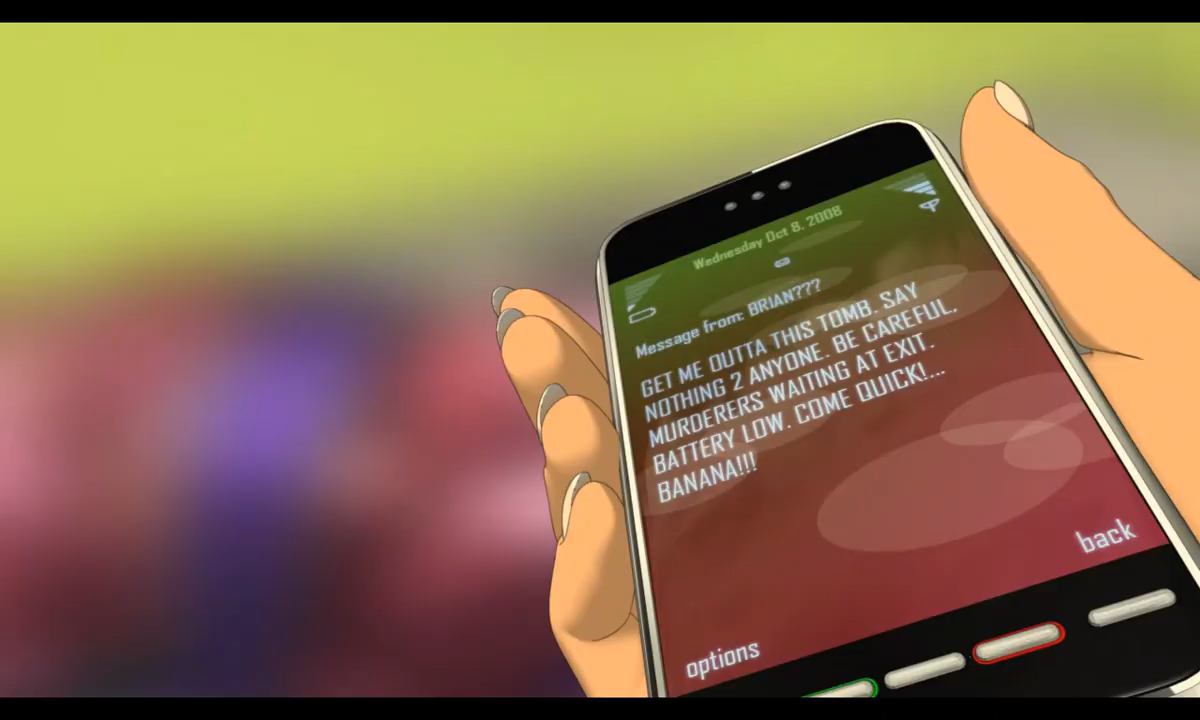 Wednesday Oct 8. 2008
Message from: BRIAN???
GET ME OUTTA THIS TOMB. SAY
NOTHING 2 ANYONE. BE CAREFUL,
MURDERERS WAITING AT EXIT.
BATTERY LOW. COME QUICK!...
BANANA!!!
back
options